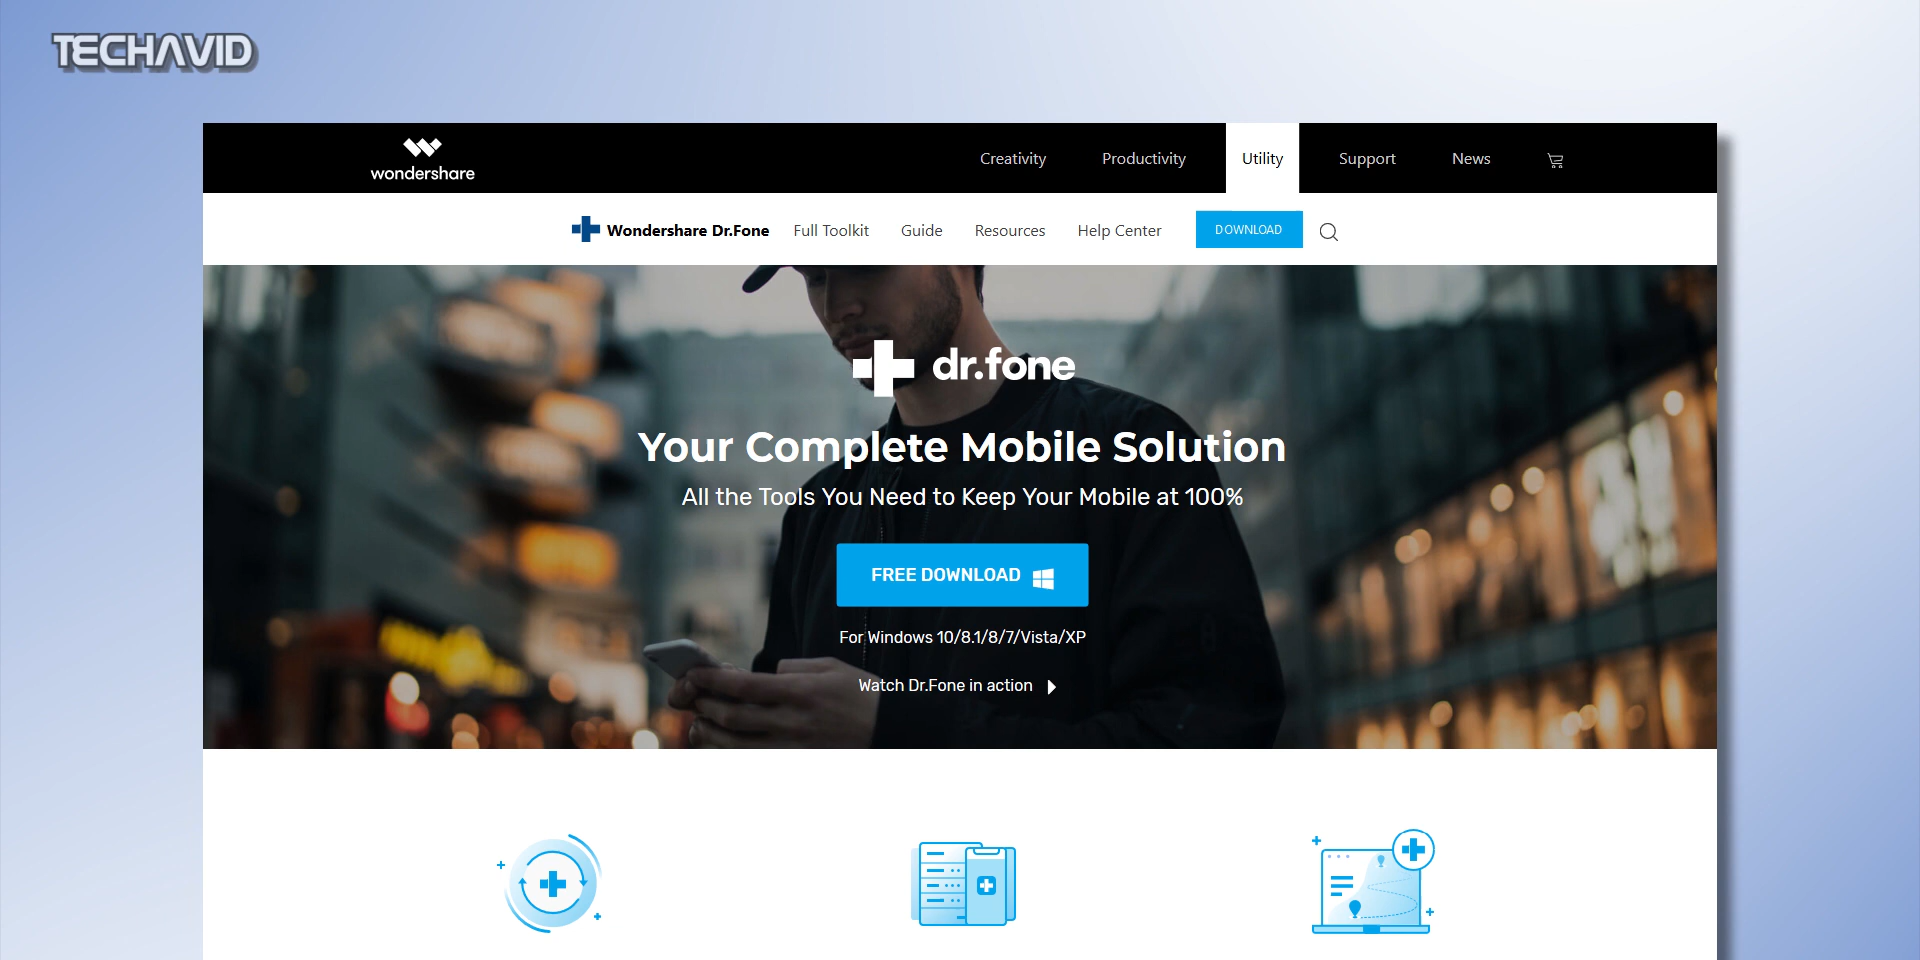 TECHAVID
wondershare
Creativity Productivity Utility Support News
Wondershare Dr.Fone Full Toolkit Guide Resources Help Center DOWNLOAD
dr.fone
Your Complete Mobile Solution
All the Tools You Need to Keep Your Mobile at 100%
FREE DOWNLOAD
For Windows 10/8.1/8/7/Vista/XP
Watch Dr.Fone in action